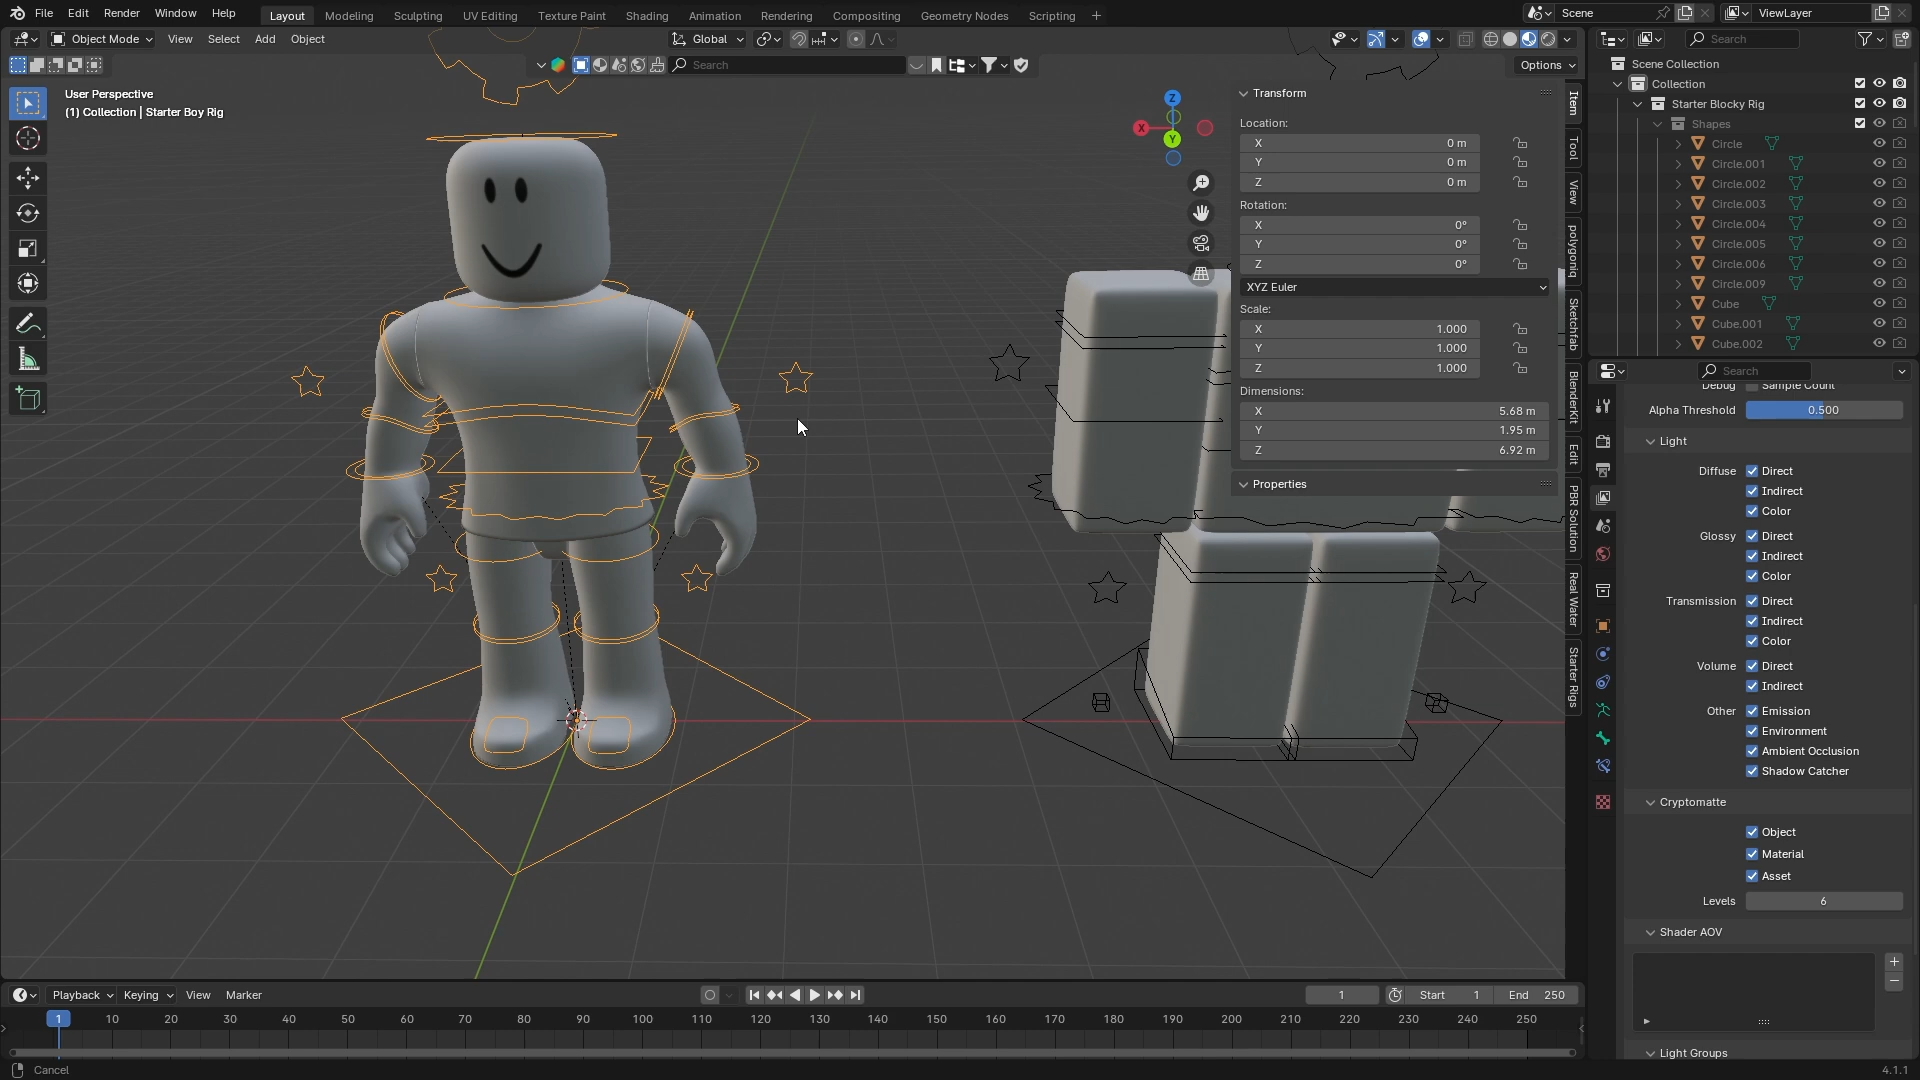 File Edit Render Window Help Layout Modeling Sculpting UV Editing Texture Paint Shading Animation Rendering Compositing Geometry Nodes Scripting + Scene ViewLayer
Object Mode View Select Add Object Global Search
Search Options
User Perspective
(1) Collection | Starter Boy Rig
Z
X
Y
Transform
Location:
X 0 m
Y 0 m
Z 0 m
Rotation:
X 0°
Y 0°
Z 0°
XYZ Euler
Scale:
X 1.000
Y 1.000
Z 1.000
Dimensions:
X 5.68 m
Y 1.95 m
Z 6.92 m
Properties
Item
Tool
View
polygoniq
Sketchfab
BlenderKit
Edit
PBR Solution
Real Water
Starter Rigs
Scene Collection
Collection
Starter Blocky Rig
Shapes
Circle
Circle.001
Circle.002
Circle.003
Circle.004
Circle.005
Circle.006
Circle.009
Cube
Cube.001
Cube.002
Search
Debug Sample Count
Alpha Threshold 0.500
Light
Diffuse Direct
Indirect
Color
Glossy Direct
Indirect
Color
Transmission Direct
Indirect
Color
Volume Direct
Indirect
Other Emission
Environment
Ambient Occlusion
Shadow Catcher
Cryptomatte
Object
Material
Asset
Levels 6
Shader AOV
Light Groups
Playback Keying View Marker 1 Start 1 End 250
1 10 20 30 40 50 60 70 80 90 100 110 120 130 140 150 160 170 180 190 200 210 220 230 240 250
Cancel 4.1.1